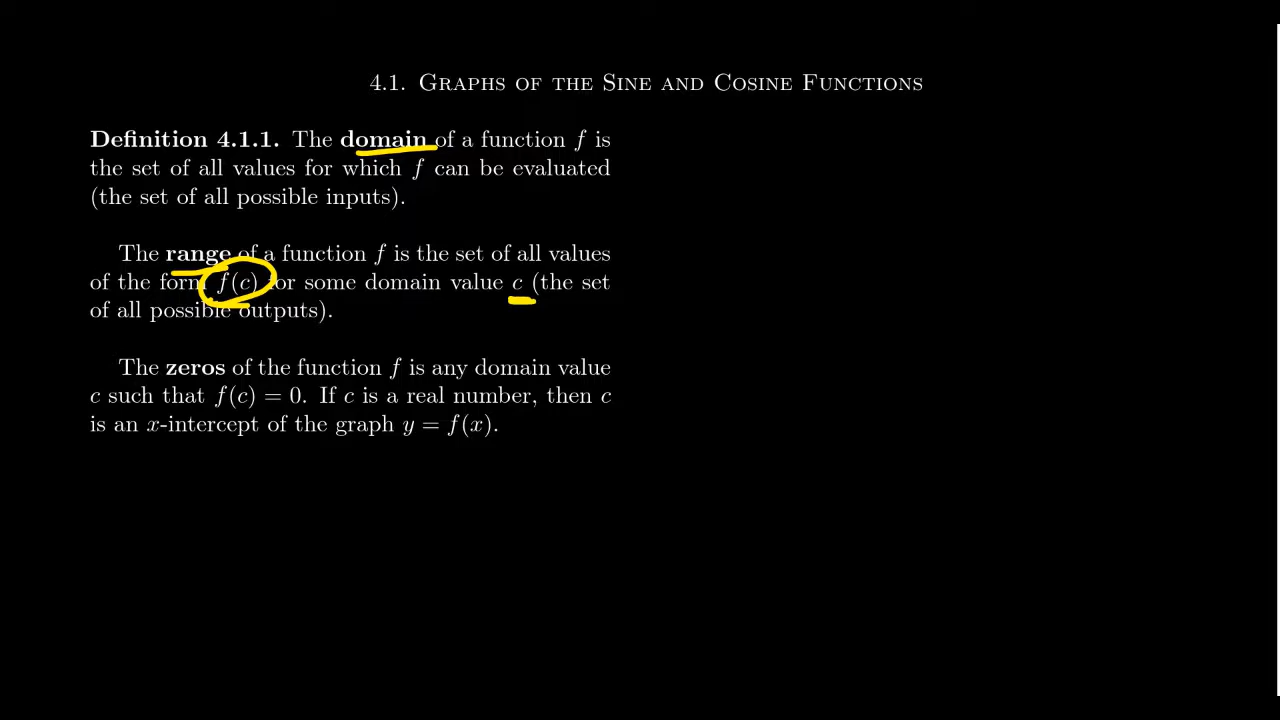 4.1. Graphs of the Sine and Cosine Functions
Definition 4.1.1. The domain of a function f is
the set of all values for which f can be evaluated
(the set of all possible inputs).
The range of a function f is the set of all values
of the form f(c) for some domain value c (the set
of all possible outputs).
The zeros of the function f is any domain value
c such that f(c) = 0. If c is a real number, then c
is an x-intercept of the graph y = f(x).